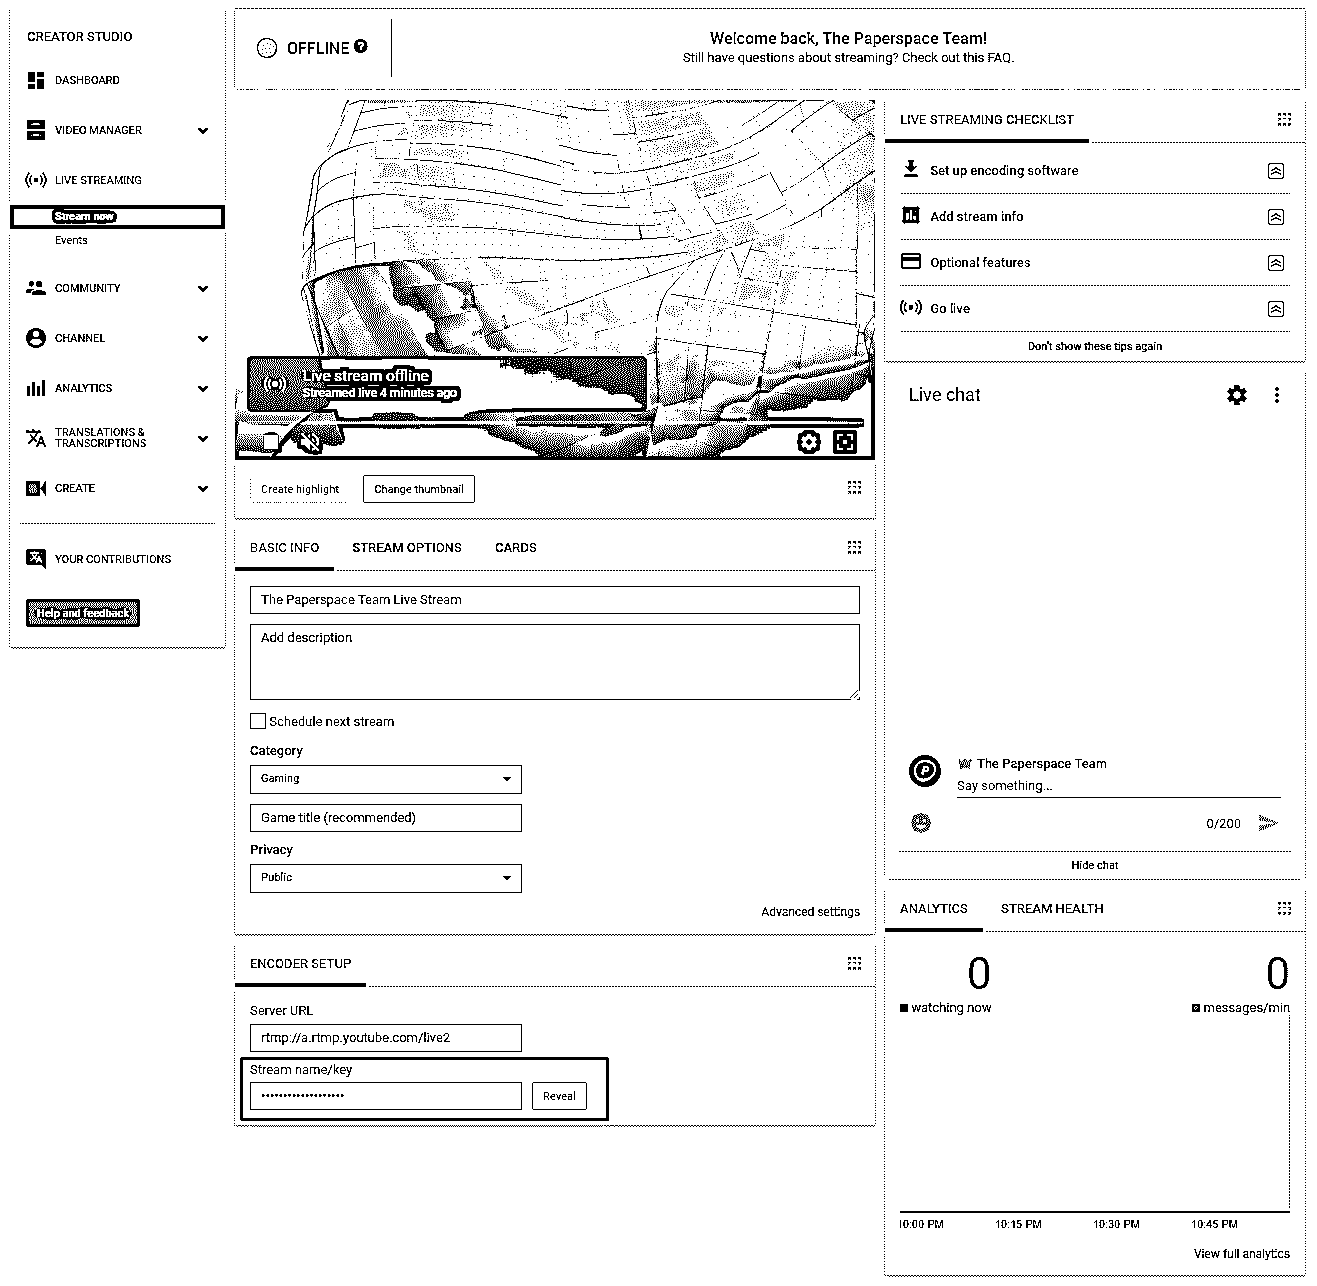 CREATOR STUDIO
DASHBOARD
VIDEO MANAGER
LIVE STREAMING
Stream now
Events
COMMUNITY
CHANNEL
ANALYTICS
TRANSLATIONS &
TRANSCRIPTIONS
CREATE
YOUR CONTRIBUTIONS
Help and feedback
OFFLINE
Welcome back, The Paperspace Team!
Still have questions about streaming? Check out this FAQ.
Live stream offline
Streamed live 4 minutes ago
Create highlight
Change thumbnail
BASIC INFO STREAM OPTIONS CARDS
The Paperspace Team Live Stream
Add description
Schedule next stream
Category
Gaming
Game title (recommended)
Privacy
Public
Advanced settings
ENCODER SETUP
Server URL
rtmp://a.rtmp.youtube.com/live2
Stream name/key
•••••••••••••••••••
Reveal
LIVE STREAMING CHECKLIST
Set up encoding software
Add stream info
Optional features
Go live
Don't show these tips again
Live chat
The Paperspace Team
Say something...
0/200
Hide chat
ANALYTICS STREAM HEALTH
0 0
watching now messages/min
10:00 PM 10:15 PM 10:30 PM 10:45 PM
View full analytics